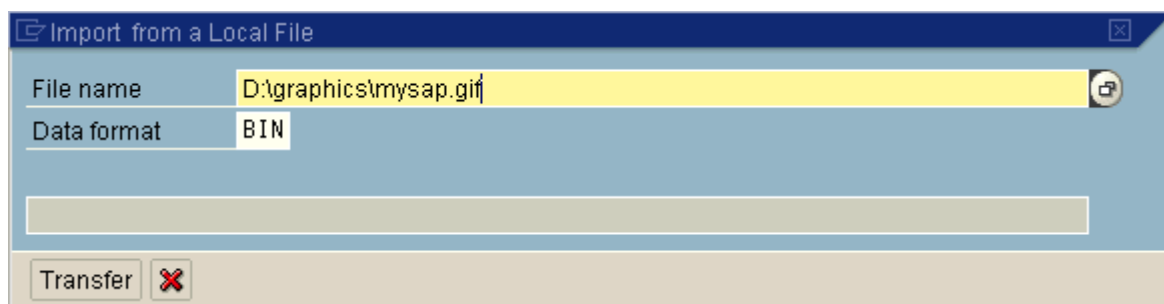 Import from a Local File
File name D:\graphics\mysap.gif
Data format BIN
Transfer